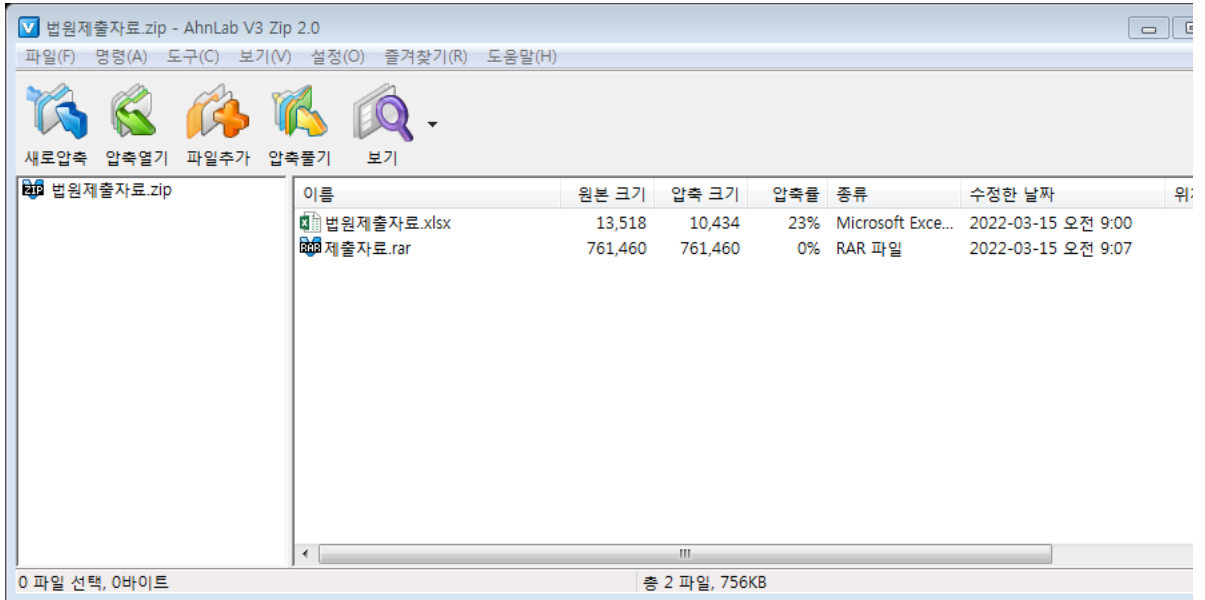 법원제출자료.zip - AhnLab V3 Zip 2.0
파일(F) 명령(A) 도구(C) 보기(V) 설정(O) 즐겨찾기(R) 도움말(H)
새로압축 압축열기 파일추가 압축풀기 보기
ZIP 법원제출자료.zip
이름 원본 크기 압축 크기 압축률 종류 수정한 날짜
법원제출자료.xlsx 13,518 10,434 23% Microsoft Exce... 2022-03-15 오전 9:00
RAR 제출자료.rar 761,460 761,460 0% RAR 파일 2022-03-15 오전 9:07
0 파일 선택, 0바이트 총 2 파일, 756KB